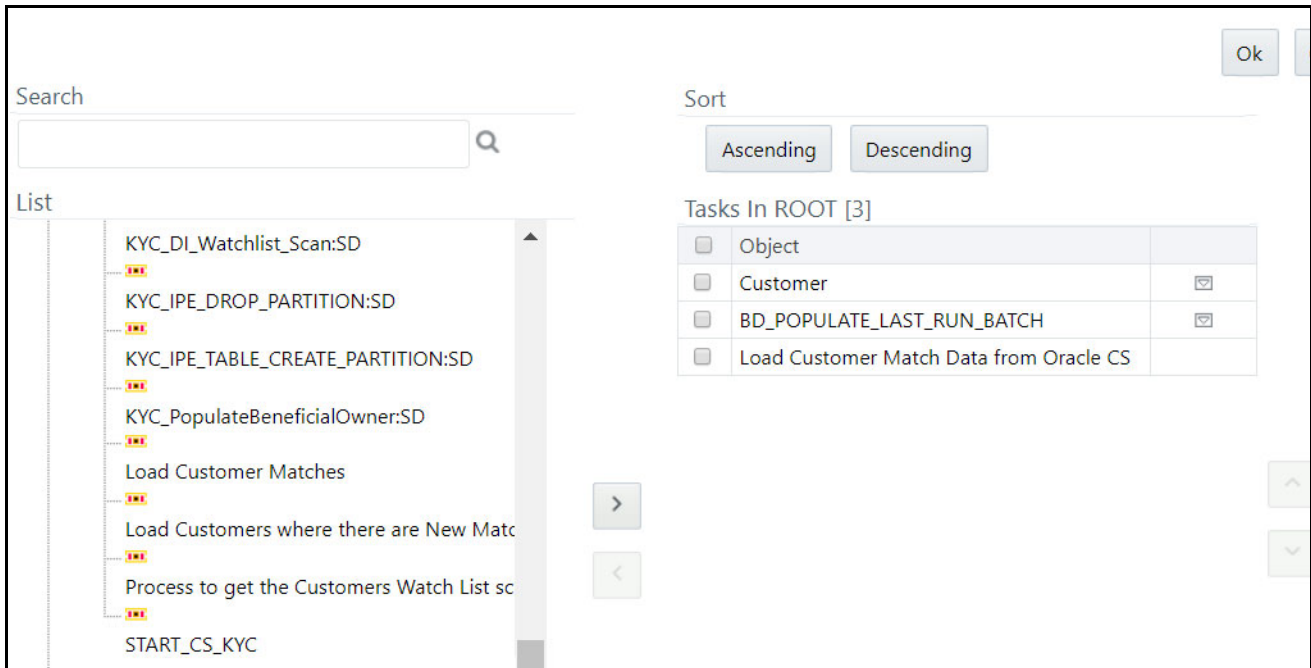 Ok
Search
Sort
Ascending
Descending
List
Tasks In ROOT [3]
KYC_DI_Watchlist_Scan:SD
KYC_IPE_DROP_PARTITION:SD
KYC_IPE_TABLE_CREATE_PARTITION:SD
KYC_PopulateBeneficialOwner:SD
Load Customer Matches
Load Customers where there are New Matc
Process to get the Customers Watch List sc
START_CS_KYC
Object
Customer
BD_POPULATE_LAST_RUN_BATCH
Load Customer Match Data from Oracle CS